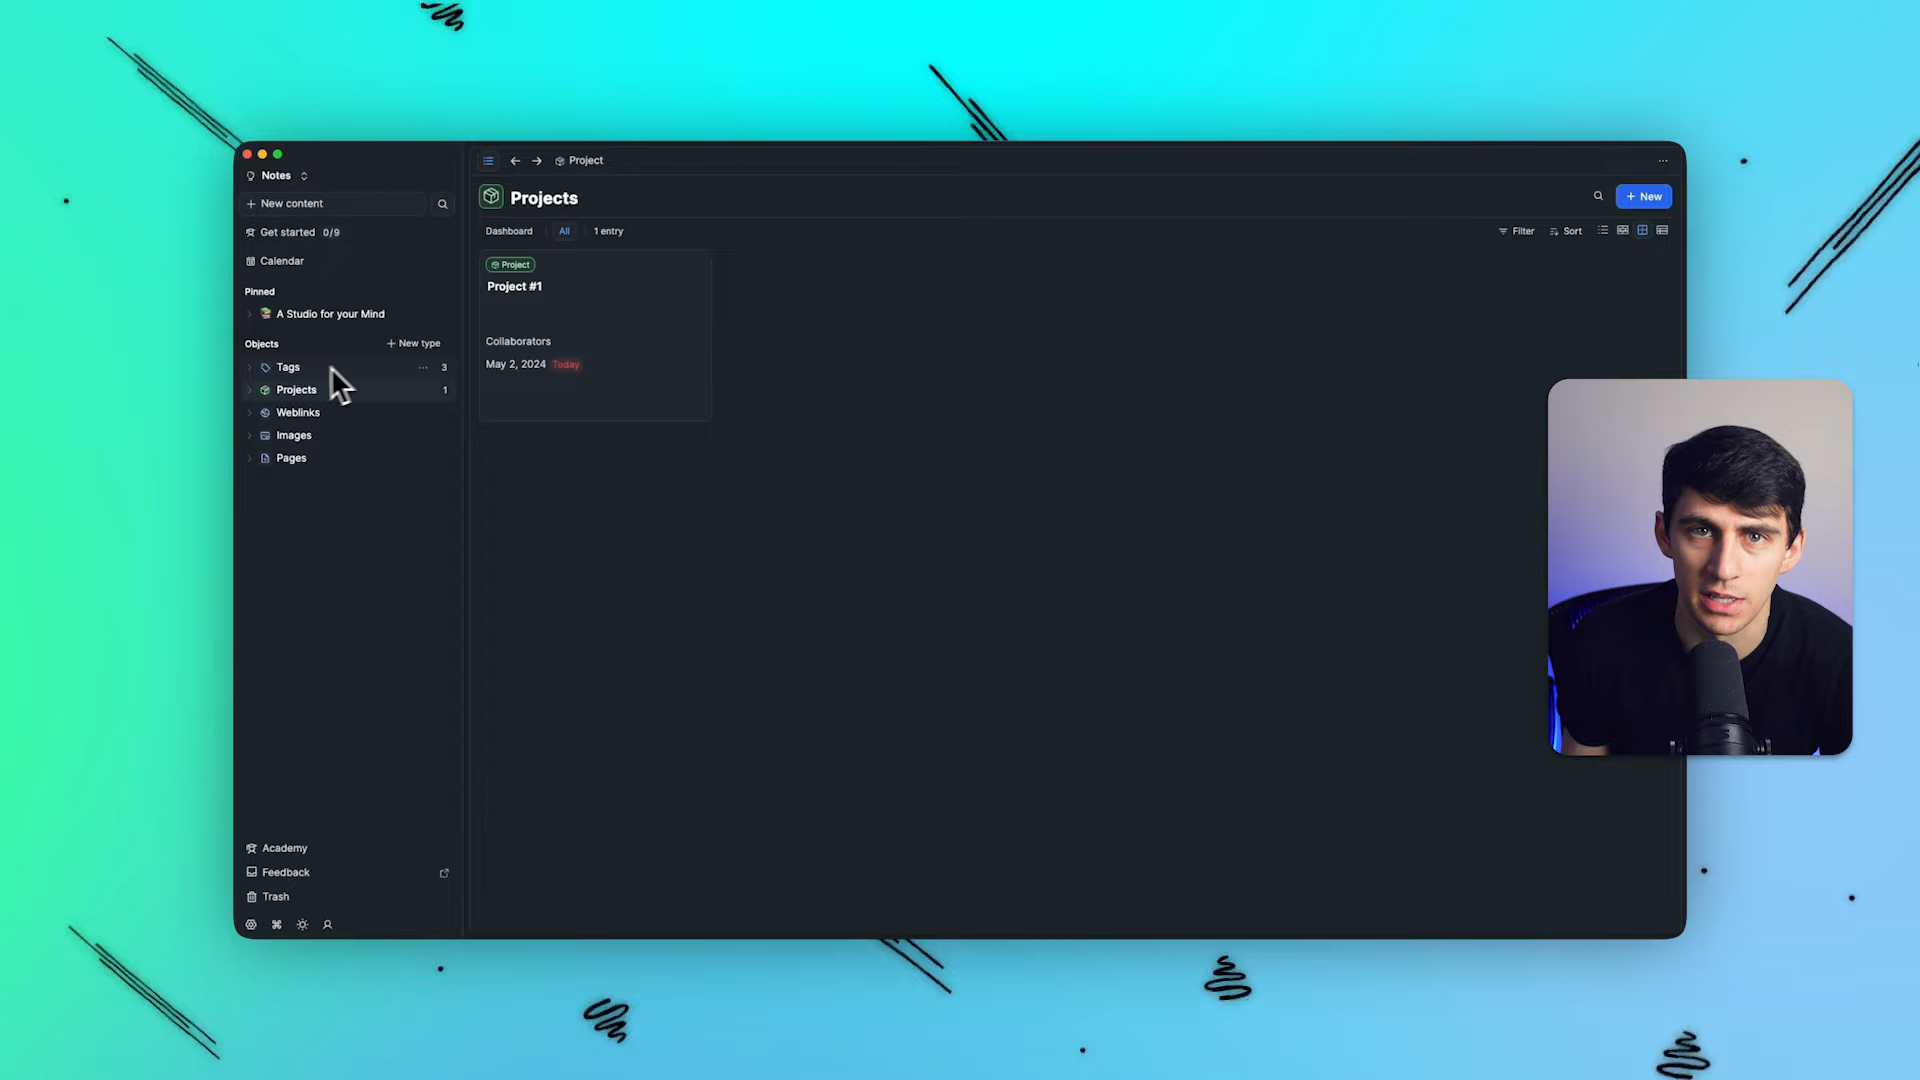 Notes
New content
Get started 0/9
Calendar
Pinned
A Studio for your Mind
Objects
+ New type
Tags ... 3
Projects 1
Weblinks
Images
Pages
Academy
Feedback
Trash
Project
...
Projects
+ New
Dashboard All 1 entry
Filter Sort
Project
Project #1
Collaborators
May 2, 2024 Today